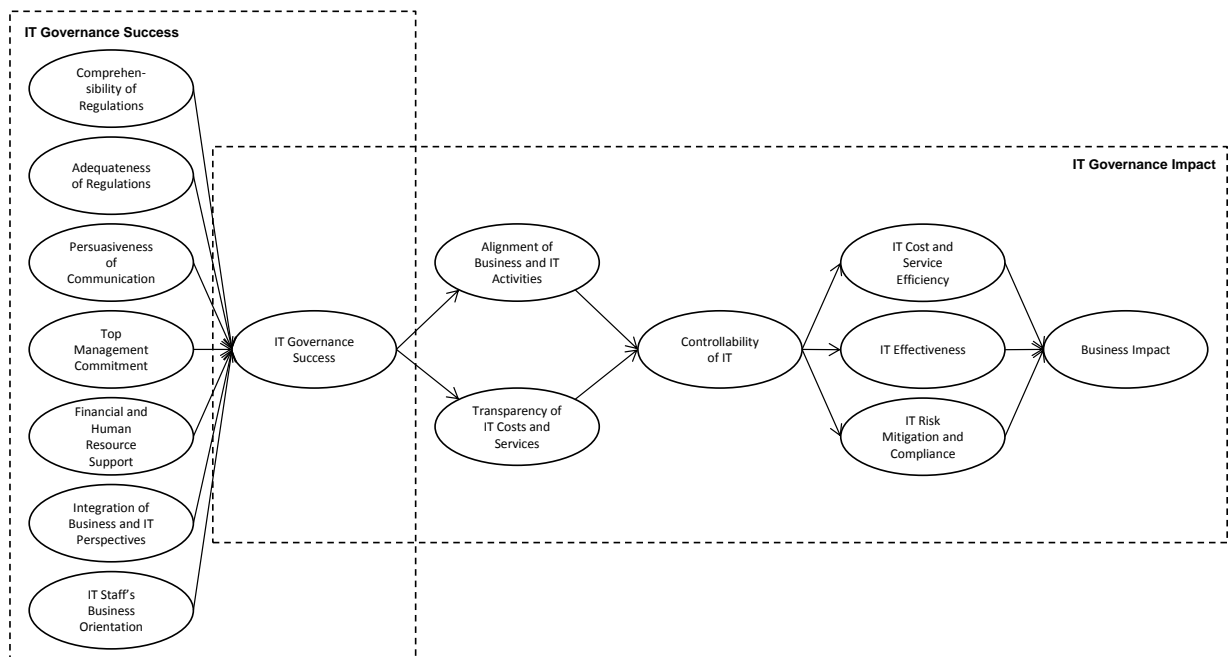 IT Governance Success
Comprehen-
sibility of
Regulations
Adequateness
of Regulations
Persuasiveness
of
Communication
Top
Management
Commitment
Financial and
Human
Resource
Support
Integration of
Business and IT
Perspectives
IT Staff's
Business
Orientation
IT Governance
Success
IT Governance Impact
Alignment of
Business and IT
Activities
Transparency of
IT Costs and
Services
Controllability
of IT
IT Cost and
Service
Efficiency
IT Effectiveness
IT Risk
Mitigation and
Compliance
Business Impact